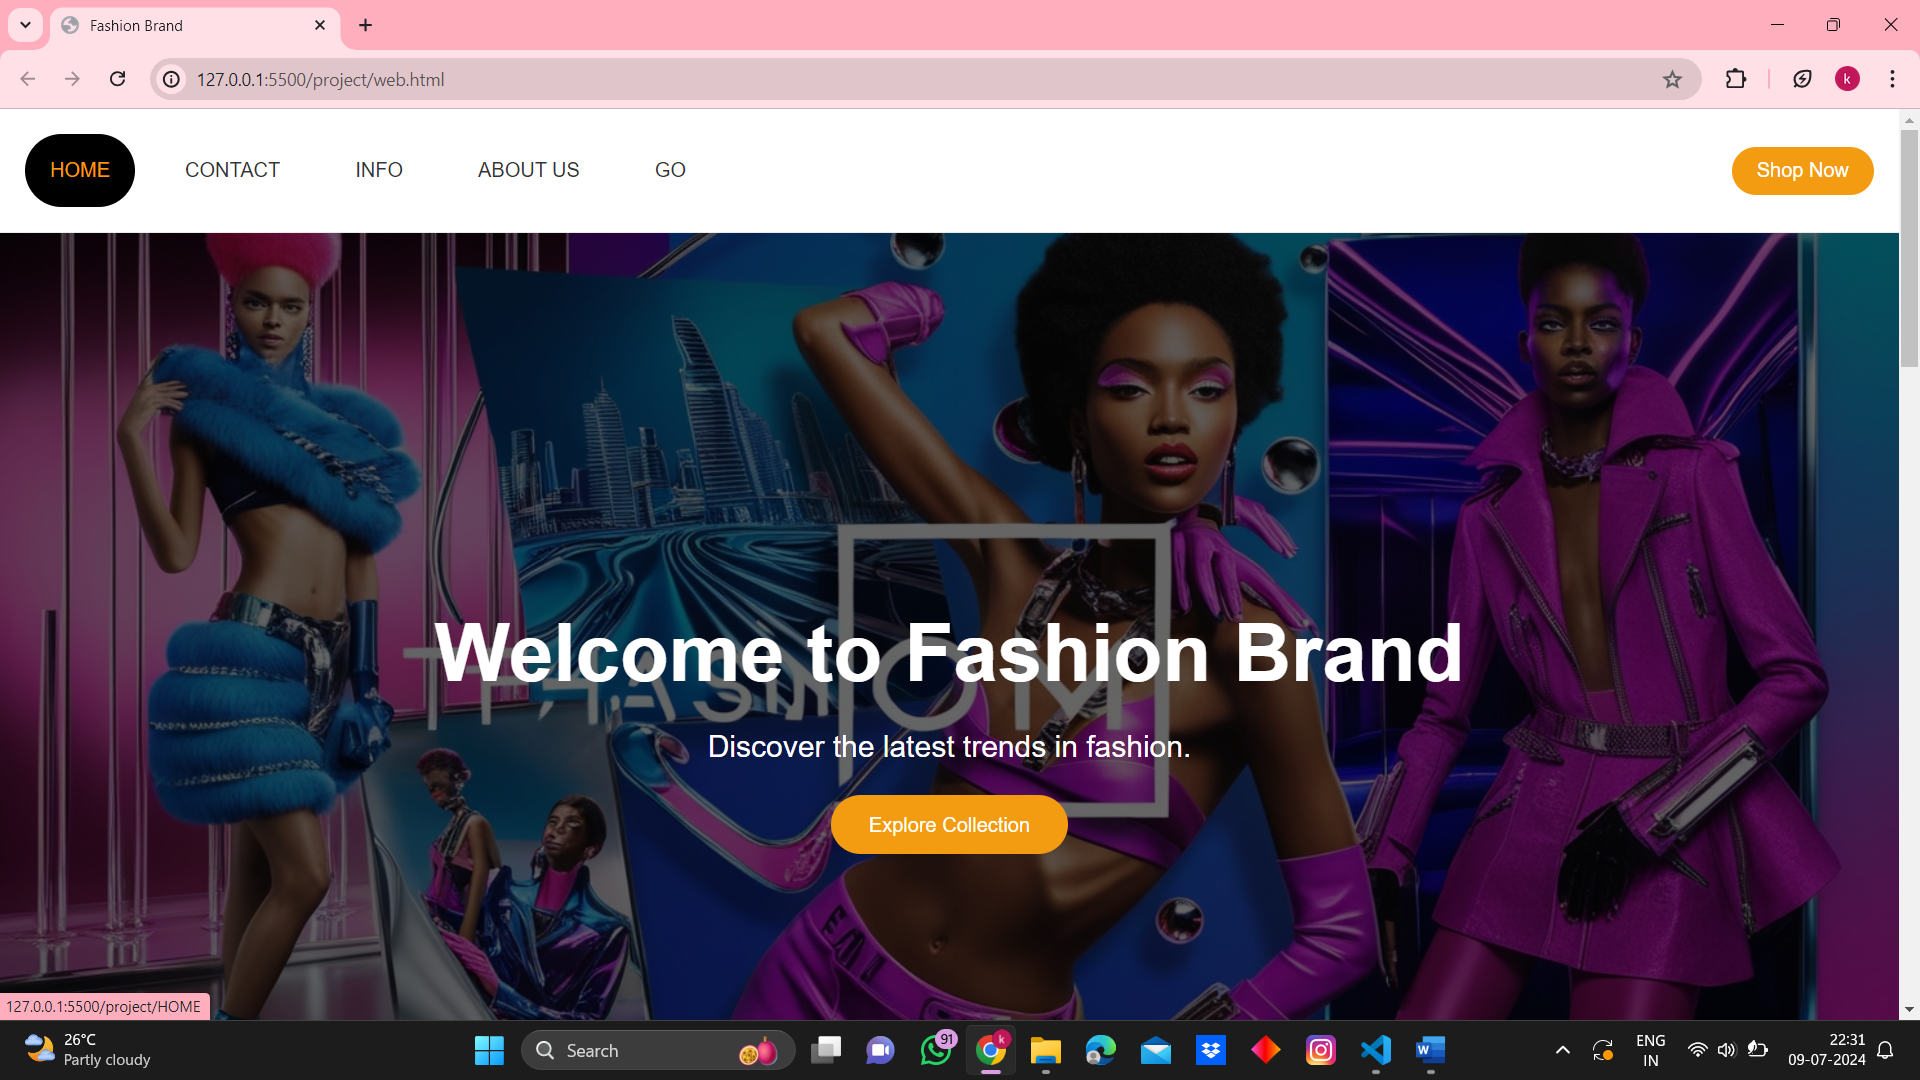 Fashion Brand
127.0.0.1:5500/project/web.html
k
HOME
CONTACT
INFO
ABOUT US
GO
Shop Now
Welcome to Fashion Brand
Discover the latest trends in fashion.
Explore Collection
127.0.0.1:5500/project/HOME
26°C
Partly cloudy
Search
91
k
W
ENG
IN
22:31
09-07-2024